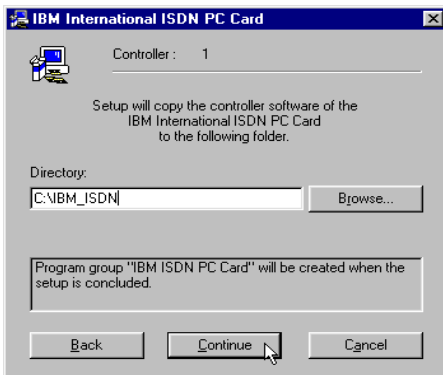 IBM International ISDN PC Card
Controller : 1
Setup will copy the controller software of the
IBM International ISDN PC Card
to the following folder.
Directory:
C:\IBM_ISDN
Browse...
Program group "IBM ISDN PC Card" will be created when the
setup is concluded.
Back
Continue
Cancel